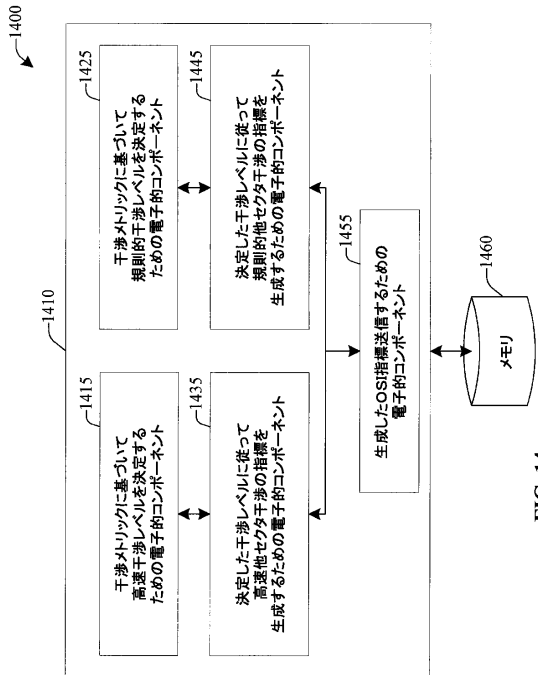 1400
1410
1415
干渉メトリックに基づいて
高速干渉レベルを決定する
ための電子的コンポーネント
1425
干渉メトリックに基づいて
規則的干渉レベルを決定する
ための電子的コンポーネント
1435
決定した干渉レベルに従って
高速他セクタ干渉の指標を
生成するための電子的コンポーネント
1445
決定した干渉レベルに従って
規則的他セクタ干渉の指標を
生成するための電子的コンポーネント
1455
生成したOSI指標送信するための
電子的コンポーネント
1460
メモリ
FIG. 14